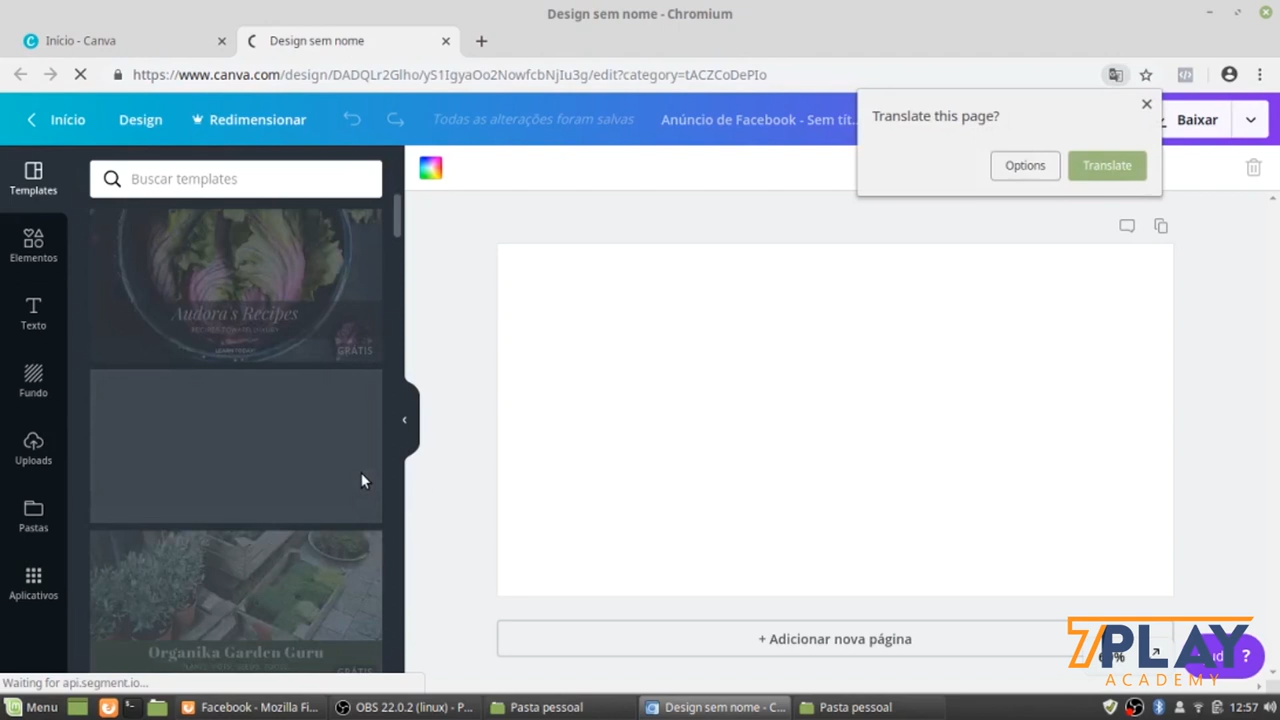 Design sem nome - Chromium
Início - Canva
Design sem nome
https://www.canva.com/design/DADQLr2Glho/yS1IgyaOo2NowfcbNjIu3g/edit?category=tACZCoDePIo
Início
Design
Redimensionar
Todas as alterações foram salvas
Anúncio de Facebook - Sem tít...
Baixar
Translate this page?
Options
Translate
Templates
Buscar templates
Elementos
Texto
Fundo
Uploads
Pastas
Aplicativos
Audora's Recipes
LEARN TODAY
GRÁTIS
Organika Garden Guru
GRÁTIS
+ Adicionar nova página
7PLAY
ACADEMY
?
Waiting for api.segment.io...
Menu
Facebook - Mozilla Fi...
OBS 22.0.2 (linux) - P...
Pasta pessoal
Design sem nome - C...
Pasta pessoal
12:57